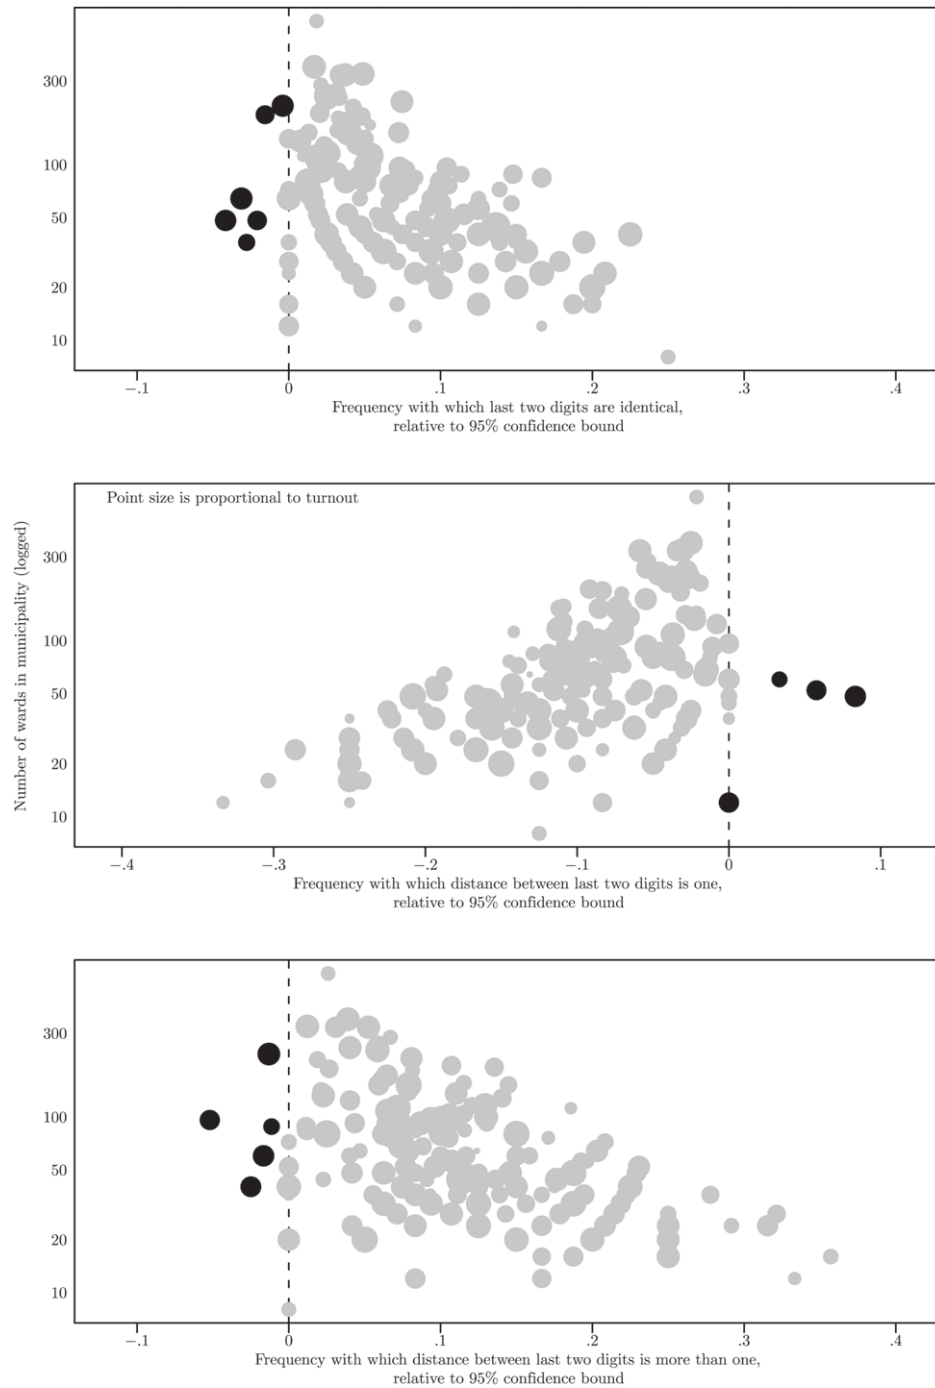 300
100
50
20
10
−.1 0 .1 .2 .3 .4
Frequency with which last two digits are identical,
relative to 95% confidence bound
Point size is proportional to turnout
Number of wards in municipality (logged)
300
100
50
20
10
−.4 −.3 −.2 −.1 0 .1
Frequency with which distance between last two digits is one,
relative to 95% confidence bound
300
100
50
20
10
−.1 0 .1 .2 .3 .4
Frequency with which distance between last two digits is more than one,
relative to 95% confidence bound